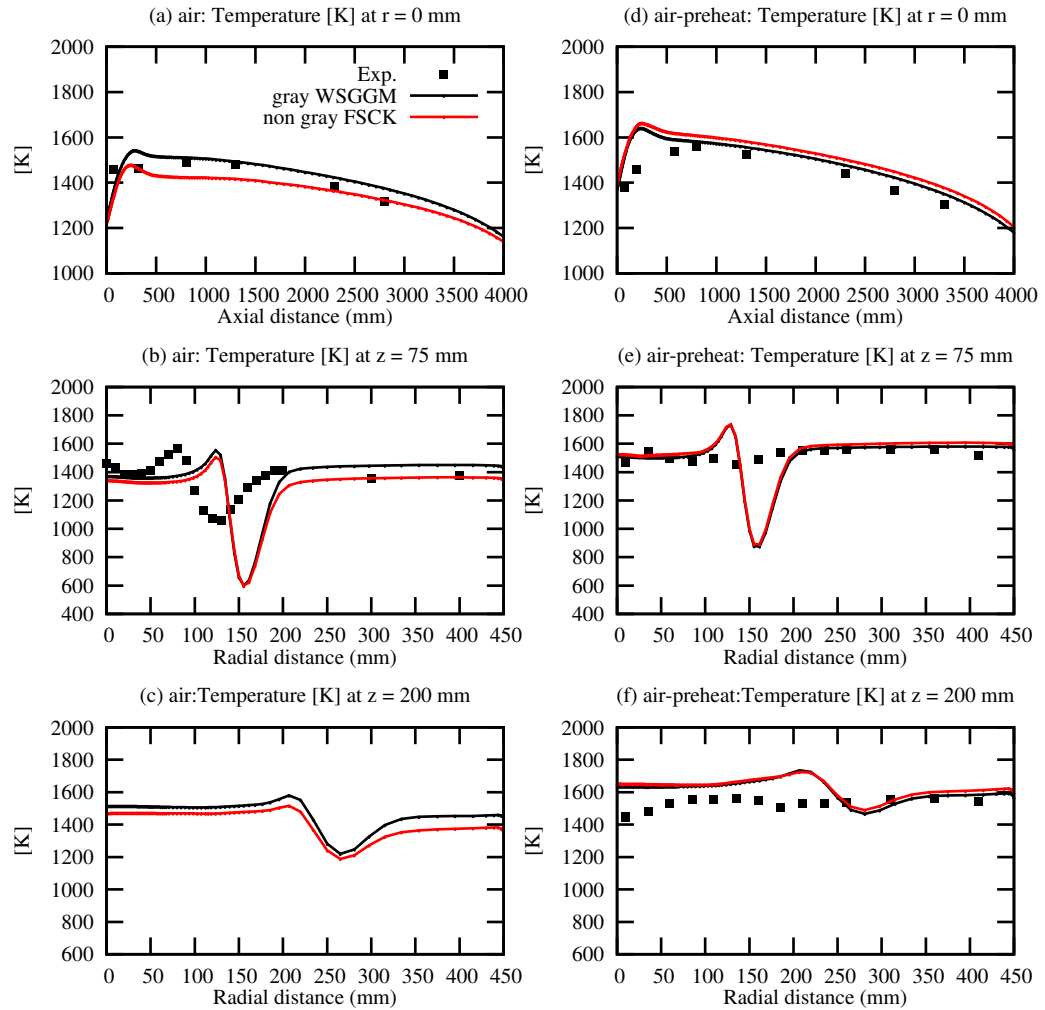 (a) air: Temperature [K] at r = 0 mm
2000
1800
1600
1400
1200
1000
[K]
Exp.
gray WSGGM
non gray FSCK
0 500 1000 1500 2000 2500 3000 3500 4000
Axial distance (mm)
(d) air-preheat: Temperature [K] at r = 0 mm
2000
1800
1600
1400
1200
1000
[K]
0 500 1000 1500 2000 2500 3000 3500 4000
Axial distance (mm)
(b) air: Temperature [K] at z = 75 mm
2000
1800
1600
1400
1200
1000
800
600
400
[K]
0 50 100 150 200 250 300 350 400 450
Radial distance (mm)
(e) air-preheat: Temperature [K] at z = 75 mm
2000
1800
1600
1400
1200
1000
800
600
400
[K]
0 50 100 150 200 250 300 350 400 450
Radial distance (mm)
(c) air:Temperature [K] at z = 200 mm
2000
1800
1600
1400
1200
1000
800
600
[K]
0 50 100 150 200 250 300 350 400 450
Radial distance (mm)
(f) air-preheat:Temperature [K] at z = 200 mm
2000
1800
1600
1400
1200
1000
800
600
[K]
0 50 100 150 200 250 300 350 400 450
Radial distance (mm)